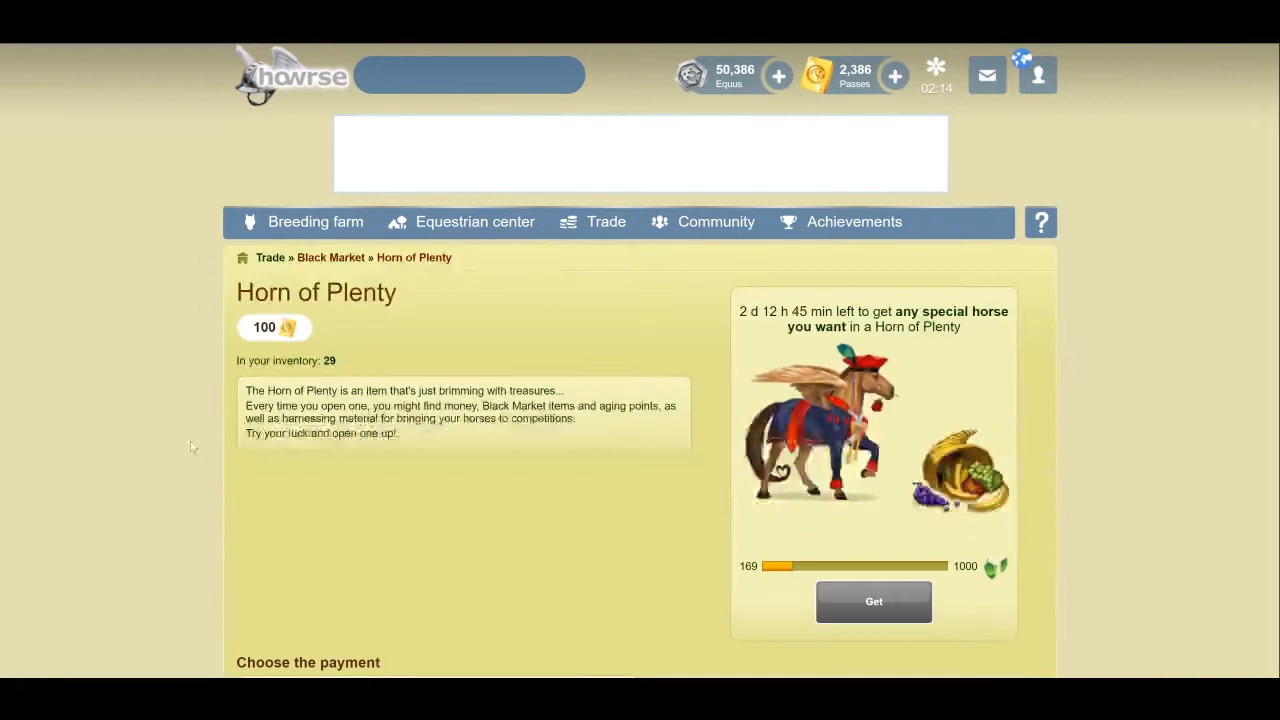 howrse
50,386
Equus
2,386
Passes
02:14
Breeding farm
Equestrian center
Trade
Community
Achievements
?
Trade » Black Market » Horn of Plenty
Horn of Plenty
100
In your inventory: 29
The Horn of Plenty is an item that's just brimming with treasures...
Every time you open one, you might find money, Black Market items and aging points, as
well as harnessing material for bringing your horses to competitions.
Try your luck and open one up!
2 d 12 h 45 min left to get any special horse
you want in a Horn of Plenty
169
1000
Get
Choose the payment